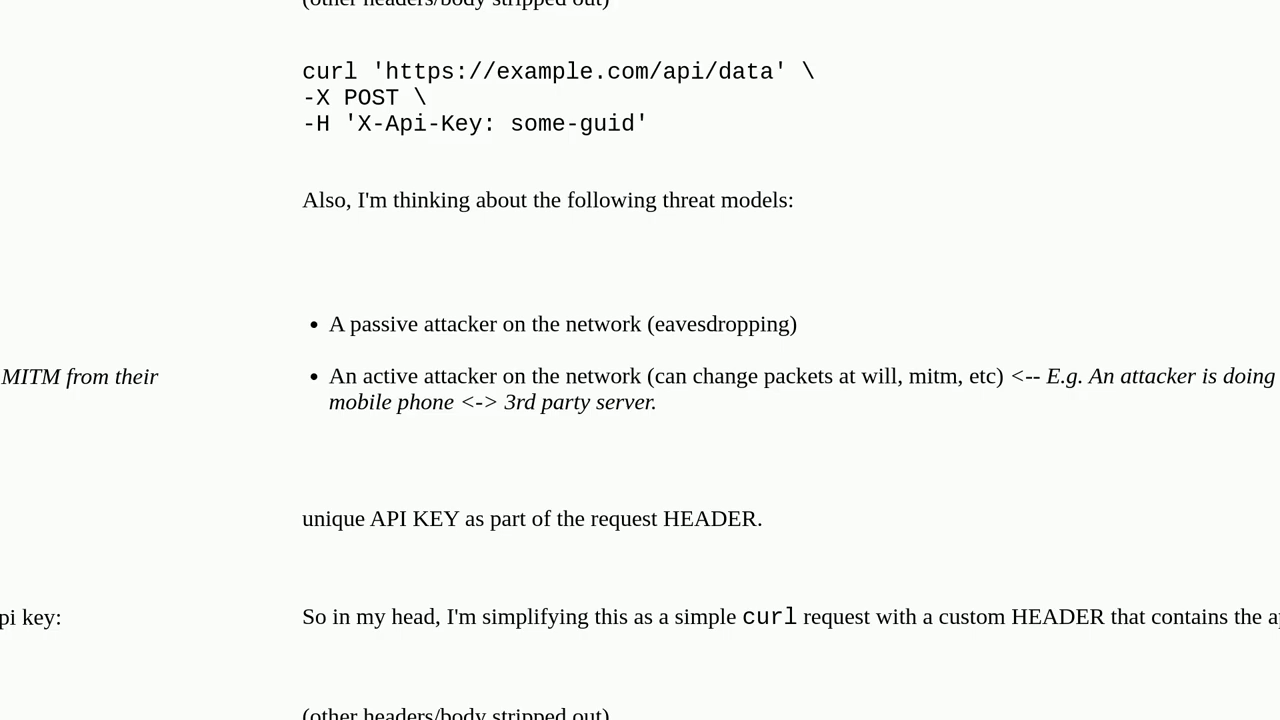 (other headers/body stripped out)
curl 'https://example.com/api/data' \
-X POST \
-H 'X-Api-Key: some-guid'
Also, I'm thinking about the following threat models:
• A passive attacker on the network (eavesdropping)
MITM from their
• An active attacker on the network (can change packets at will, mitm, etc) <-- E.g. An attacker is doing
mobile phone <-> 3rd party server.
unique API KEY as part of the request HEADER.
pi key:
So in my head, I'm simplifying this as a simple curl request with a custom HEADER that contains the a
(other headers/body stripped out)